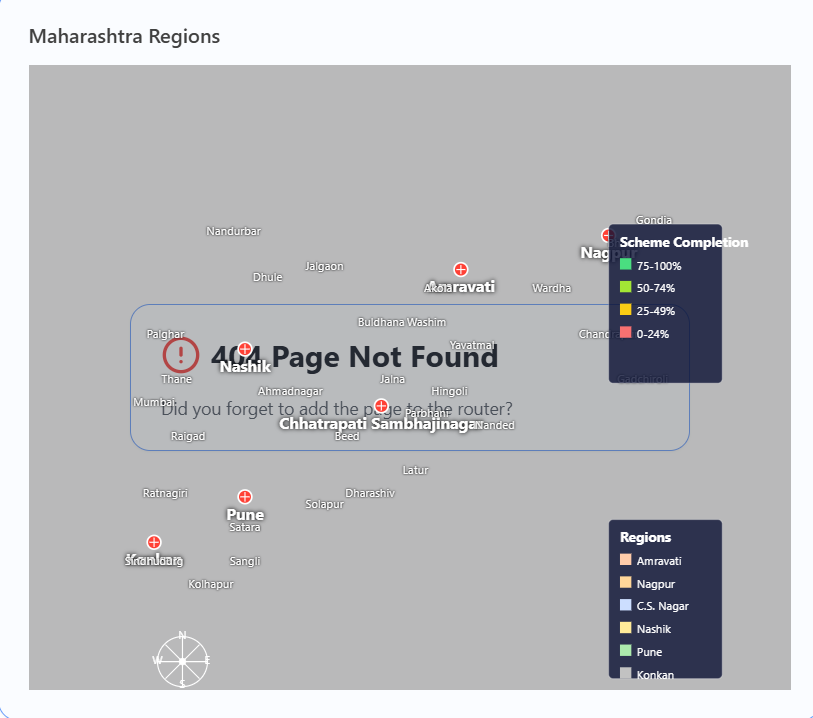 Maharashtra Regions
Gondia
Nandurbar
Nagpur
Scheme Completion
Jalgaon
75-100%
Dhule
Akola
Amravati
Wardha
50-74%
25-49%
Buldhana
Washim
Palghar
0-24%
Yavatmal
404 Page Not Found
Nashik
Thane
Jalna
Gadchiroli
Ahmadnagar
Hingoli
Mumbai
Did you forget to add the page to the router?
Parbhani
Chhatrapati Sambhajinagar
Nanded
Raigad
Beed
Latur
Ratnagiri
Dharashiv
Solapur
Pune
Satara
Regions
Sindhudurg
Konkan
Sangli
Amravati
Kolhapur
Nagpur
C.S. Nagar
Nashik
N
W
E
S
Pune
Konkan